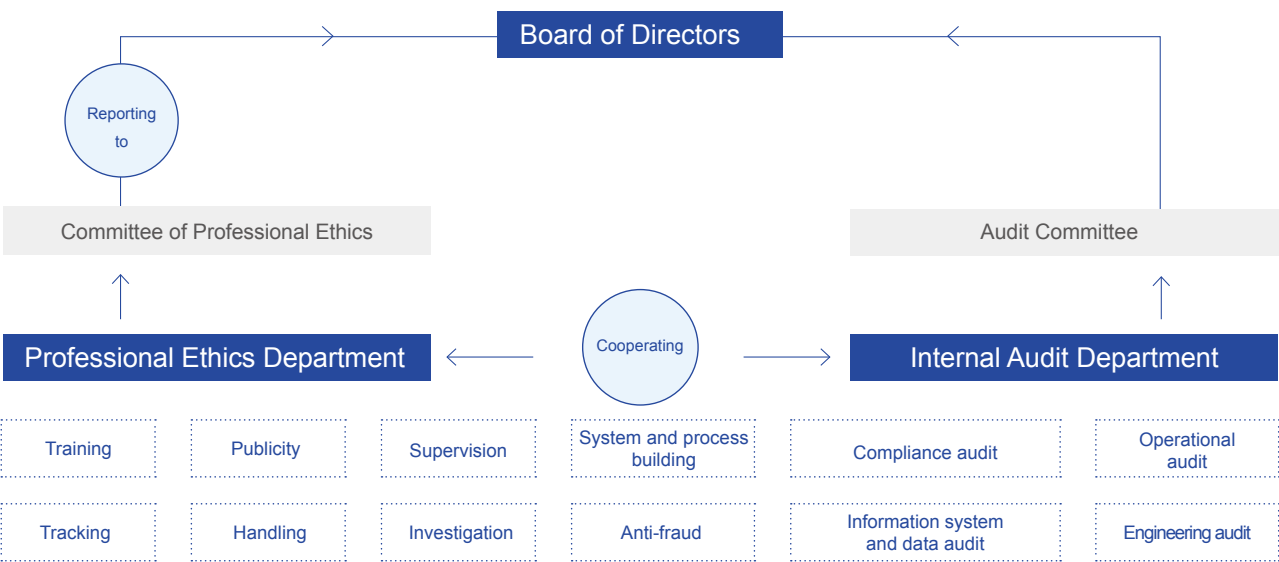 Board of Directors
Reporting
to
Committee of Professional Ethics
Audit Committee
Professional Ethics Department
Cooperating
Internal Audit Department
Training
Publicity
Supervision
System and process
building
Compliance audit
Operational
audit
Tracking
Handling
Investigation
Anti-fraud
Information system
and data audit
Engineering audit